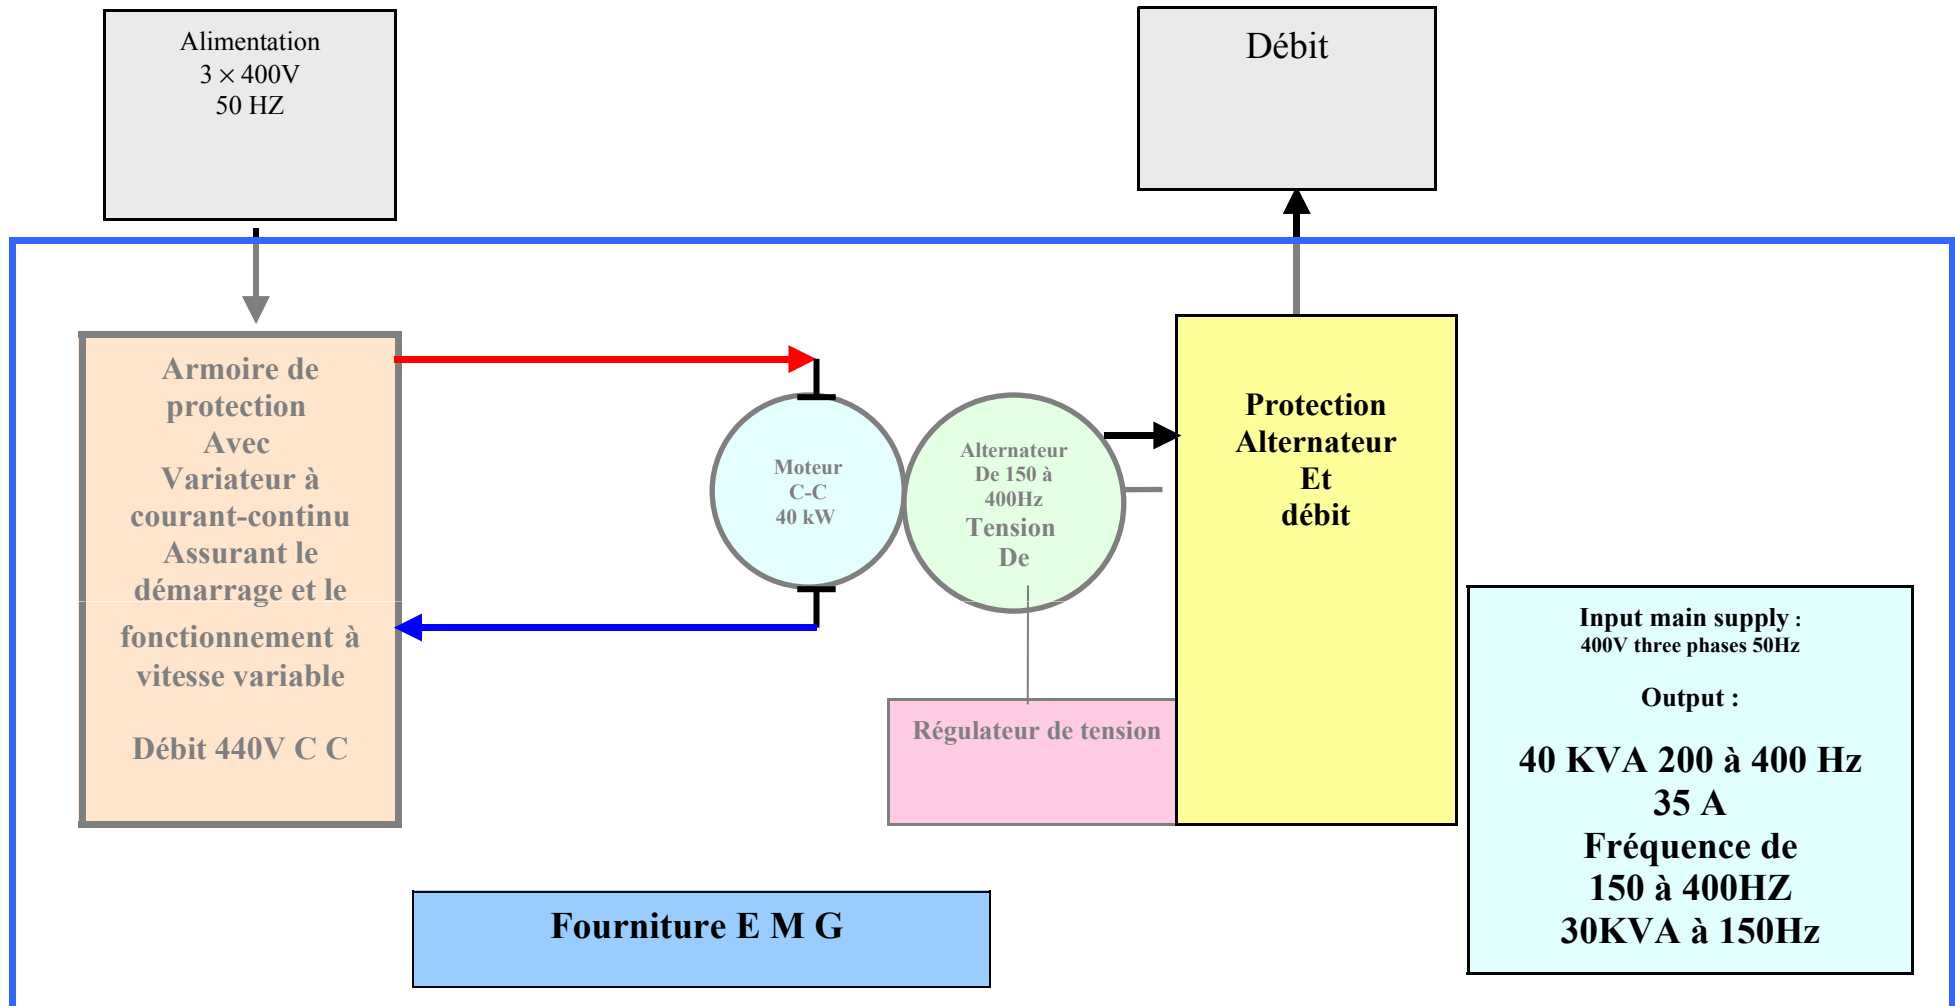 Alimentation
3 × 400V
50 HZ
Débit
Armoire de
protection
Avec
Variateur à
courant-continu
Assurant le
démarrage et le
fonctionnement à
vitesse variable
Débit 440V C C
Moteur
C-C
40 kW
Alternateur
De 150 à
400Hz
Tension
De
Protection
Alternateur
Et
débit
Régulateur de tension
Input main supply :
400V three phases 50Hz
Output :
40 KVA 200 à 400 Hz
35 A
Fréquence de
150 à 400HZ
30KVA à 150Hz
Fourniture E M G